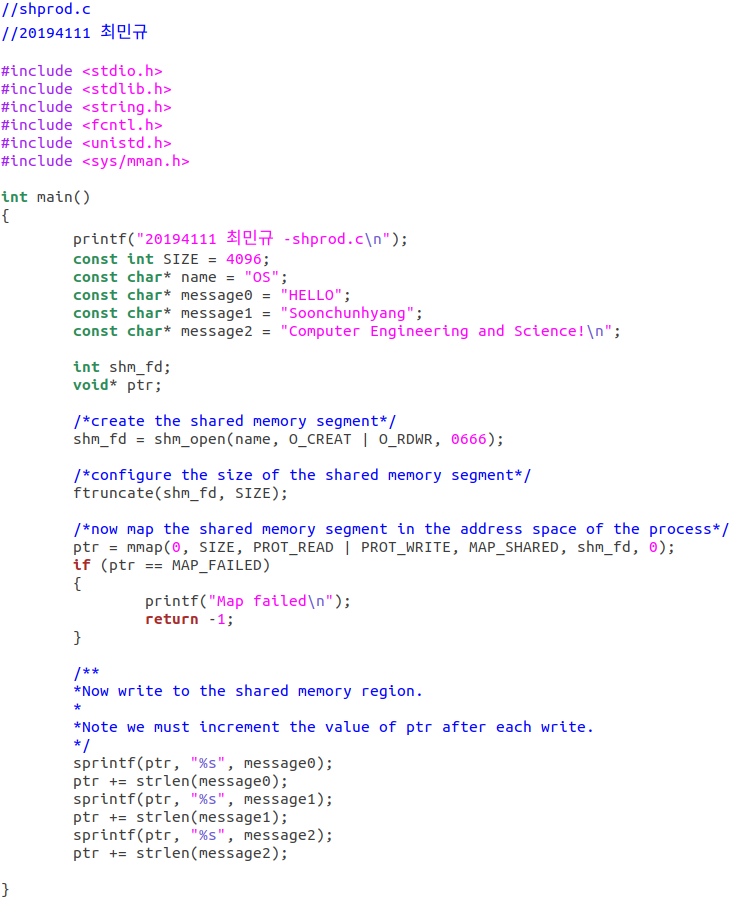 //shprod.c
//20194111 최민규
#include <stdio.h>
#include <stdlib.h>
#include <string.h>
#include <fcntl.h>
#include <unistd.h>
#include <sys/mman.h>
int main()
{
printf("20194111 최민규 -shprod.c\n");
const int SIZE = 4096;
const char* name = "OS";
const char* message0 = "HELLO";
const char* message1 = "Soonchunhyang";
const char* message2 = "Computer Engineering and Science!\n";
int shm_fd;
void* ptr;
/*create the shared memory segment*/
shm_fd = shm_open(name, O_CREAT | O_RDWR, 0666);
/*configure the size of the shared memory segment*/
ftruncate(shm_fd, SIZE);
/*now map the shared memory segment in the address space of the process*/
ptr = mmap(0, SIZE, PROT_READ | PROT_WRITE, MAP_SHARED, shm_fd, 0);
if (ptr == MAP_FAILED)
{
printf("Map failed\n");
return -1;
}
/**
*Now write to the shared memory region.
*
*Note we must increment the value of ptr after each write.
*/
sprintf(ptr, "%s", message0);
ptr += strlen(message0);
sprintf(ptr, "%s", message1);
ptr += strlen(message1);
sprintf(ptr, "%s", message2);
ptr += strlen(message2);
}